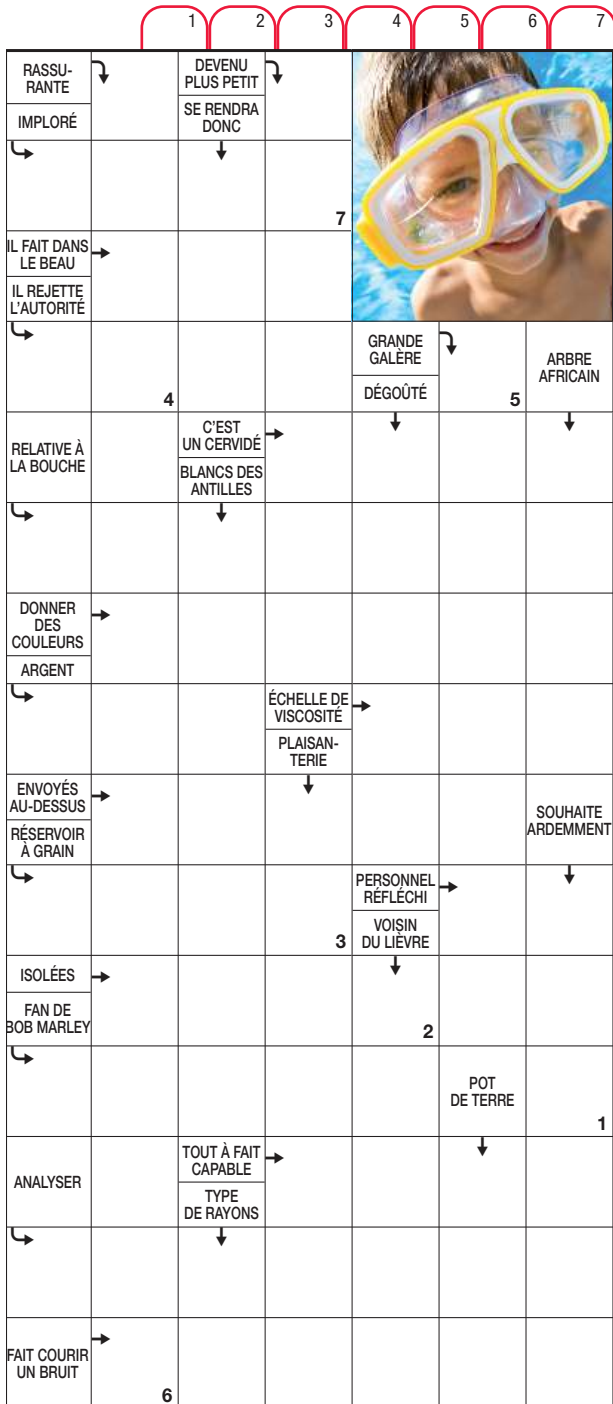 1 2 3 4 5 6 7
RASSU-
RANTE
IMPLORÉ
DEVENU
PLUS PETIT
SE RENDRA
DONC
7
IL FAIT DANS
LE BEAU
IL REJETTE
L'AUTORITÉ
4
GRANDE
GALÈRE
DÉGOÛTÉ
5
ARBRE
AFRICAIN
RELATIVE À
LA BOUCHE
C'EST
UN CERVIDÉ
BLANCS DES
ANTILLES
DONNER
DES
COULEURS
ARGENT
ÉCHELLE DE
VISCOSITÉ
PLAISAN-
TERIE
ENVOYÉS
AU-DESSUS
RÉSERVOIR
À GRAIN
SOUHAITE
ARDEMMENT
3
PERSONNEL
RÉFLÉCHI
VOISIN
DU LIÈVRE
ISOLÉES
FAN DE
BOB MARLEY
2
POT
DE TERRE
1
ANALYSER
TOUT À FAIT
CAPABLE
TYPE
DE RAYONS
FAIT COURIR
UN BRUIT
6